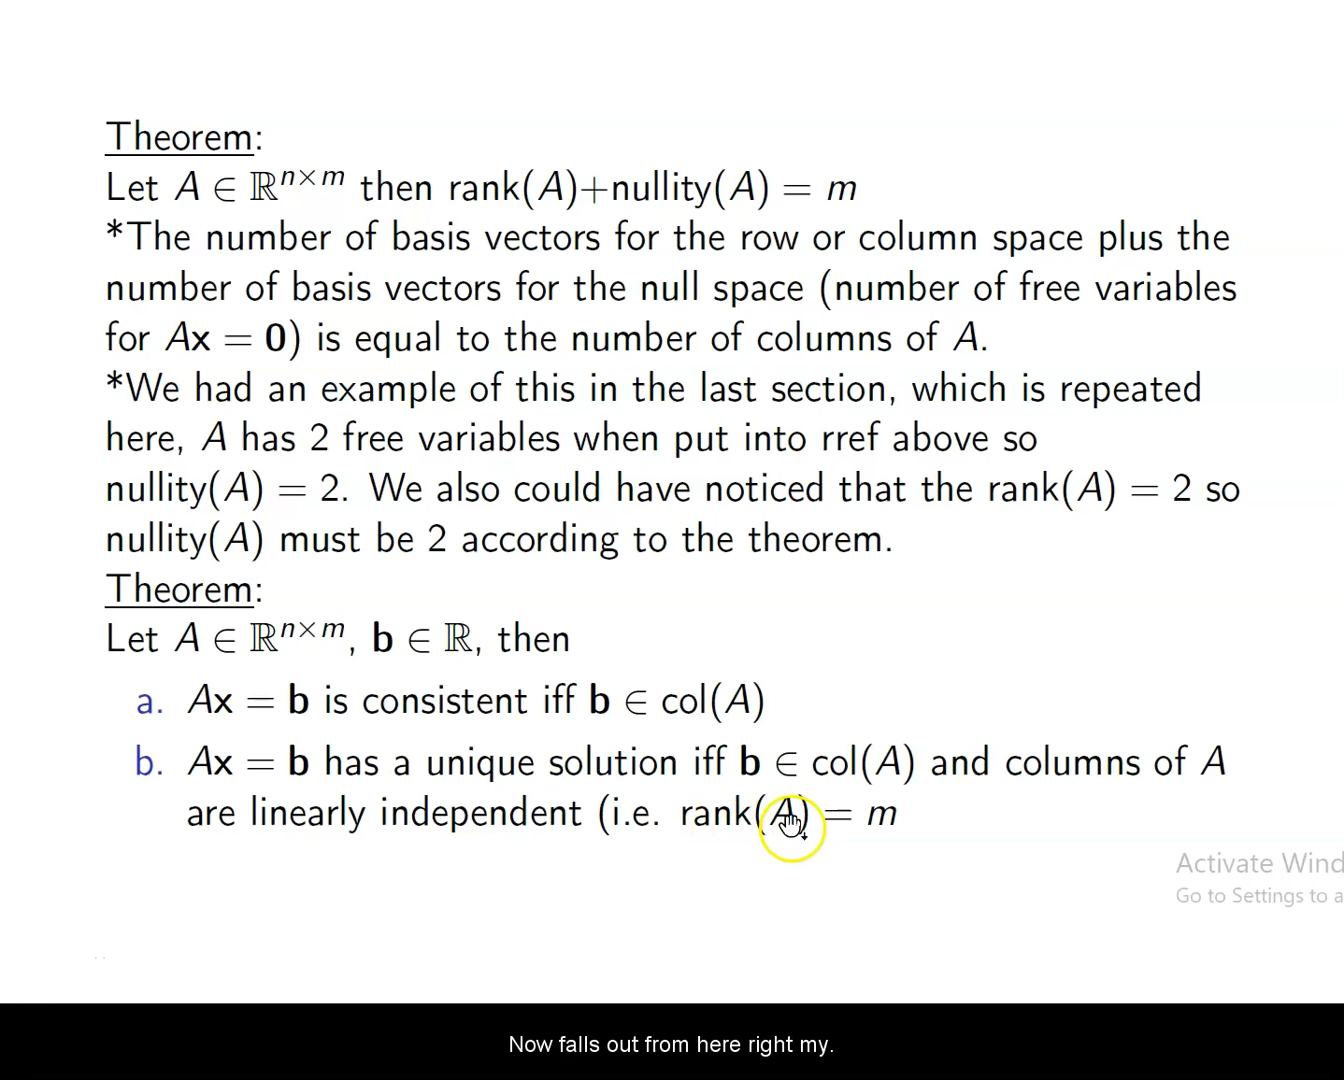 Theorem:
Let A ∈ ℝⁿˣᵐ then rank(A)+nullity(A) = m
*The number of basis vectors for the row or column space plus the
number of basis vectors for the null space (number of free variables
for Ax = 0) is equal to the number of columns of A.
*We had an example of this in the last section, which is repeated
here, A has 2 free variables when put into rref above so
nullity(A) = 2. We also could have noticed that the rank(A) = 2 so
nullity(A) must be 2 according to the theorem.
Theorem:
Let A ∈ ℝⁿˣᵐ, b ∈ ℝ, then
a. Ax = b is consistent iff b ∈ col(A)
b. Ax = b has a unique solution iff b ∈ col(A) and columns of A
are linearly independent (i.e. rank(A) = m
Activate Wind
Go to Settings to a
Now falls out from here right my.